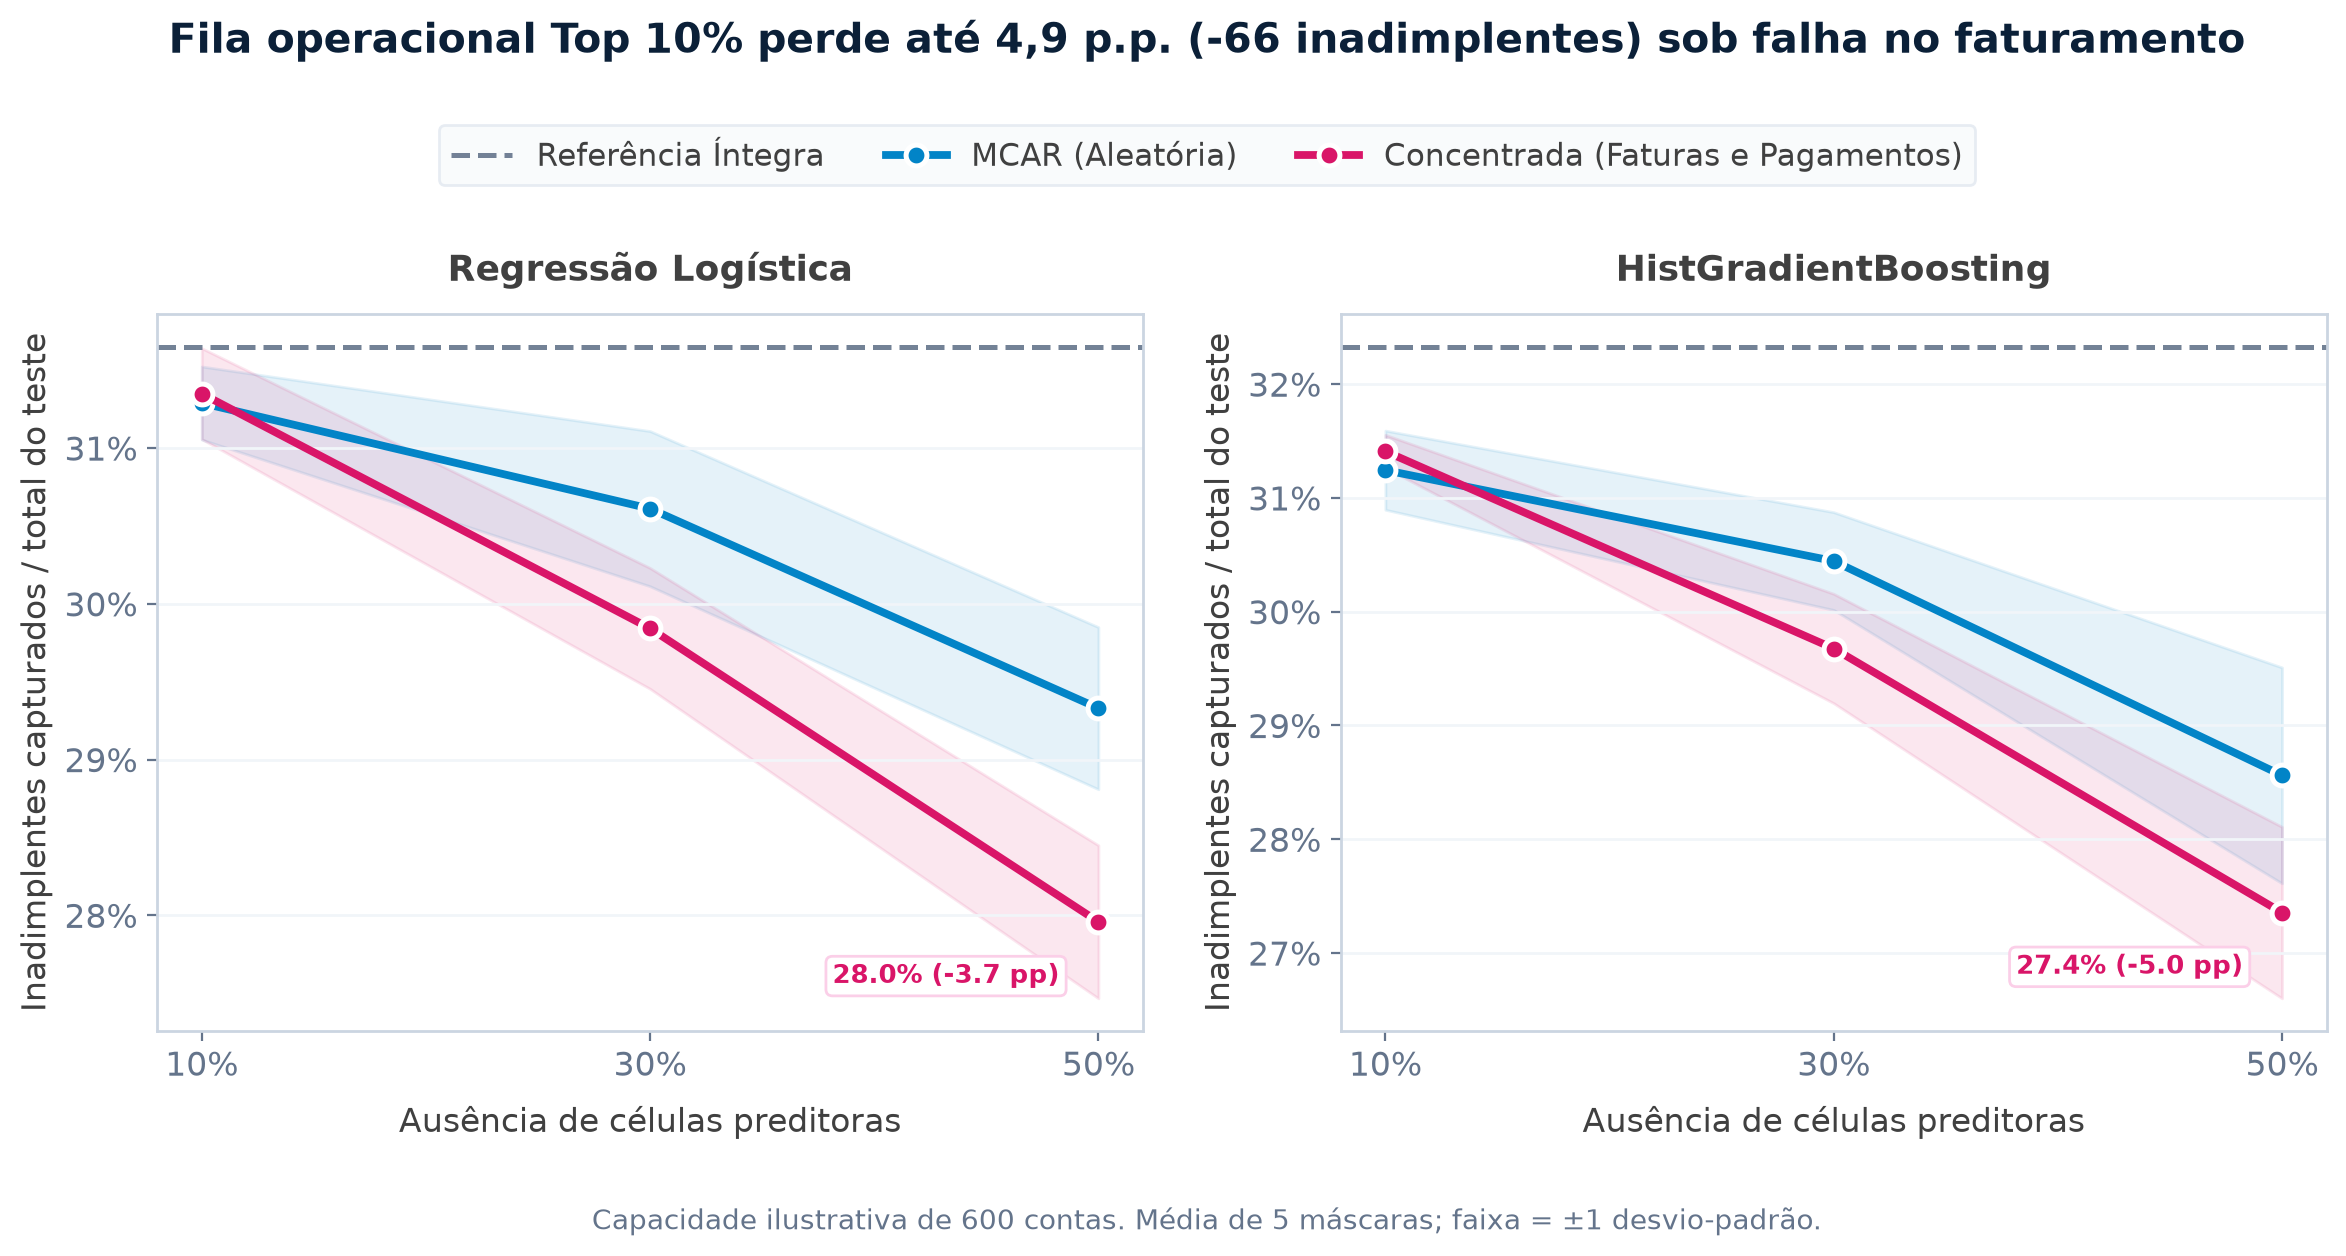 Fila operacional Top 10% perde até 4,9 p.p. (-66 inadimplentes) sob falha no faturamento
Referência Íntegra
MCAR (Aleatória)
Concentrada (Faturas e Pagamentos)
Regressão Logística
Inadimplentes capturados / total do teste
31%
30%
29%
28%
28.0% (-3.7 pp)
10%
30%
50%
Ausência de células preditoras
HistGradientBoosting
Inadimplentes capturados / total do teste
32%
31%
30%
29%
28%
27%
27.4% (-5.0 pp)
10%
30%
50%
Ausência de células preditoras
Capacidade ilustrativa de 600 contas. Média de 5 máscaras; faixa = ±1 desvio-padrão.